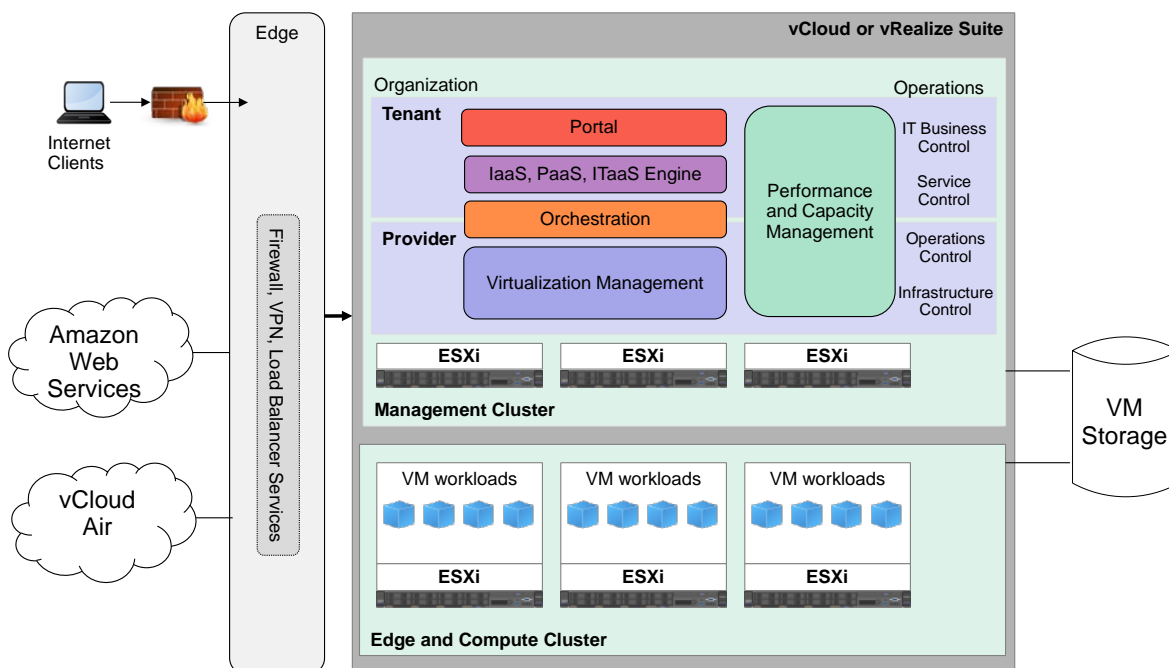 Edge
Internet
Clients
Firewall, VPN, Load Balancer Services
Amazon
Web
Services
vCloud
Air
vCloud or vRealize Suite
Organization
Operations
Tenant
Portal
IaaS, PaaS, ITaaS Engine
Orchestration
Provider
Virtualization Management
Performance
and Capacity
Management
IT Business
Control
Service
Control
Operations
Control
Infrastructure
Control
ESXi
ESXi
ESXi
Management Cluster
VM workloads
VM workloads
VM workloads
ESXi
ESXi
ESXi
Edge and Compute Cluster
VM
Storage